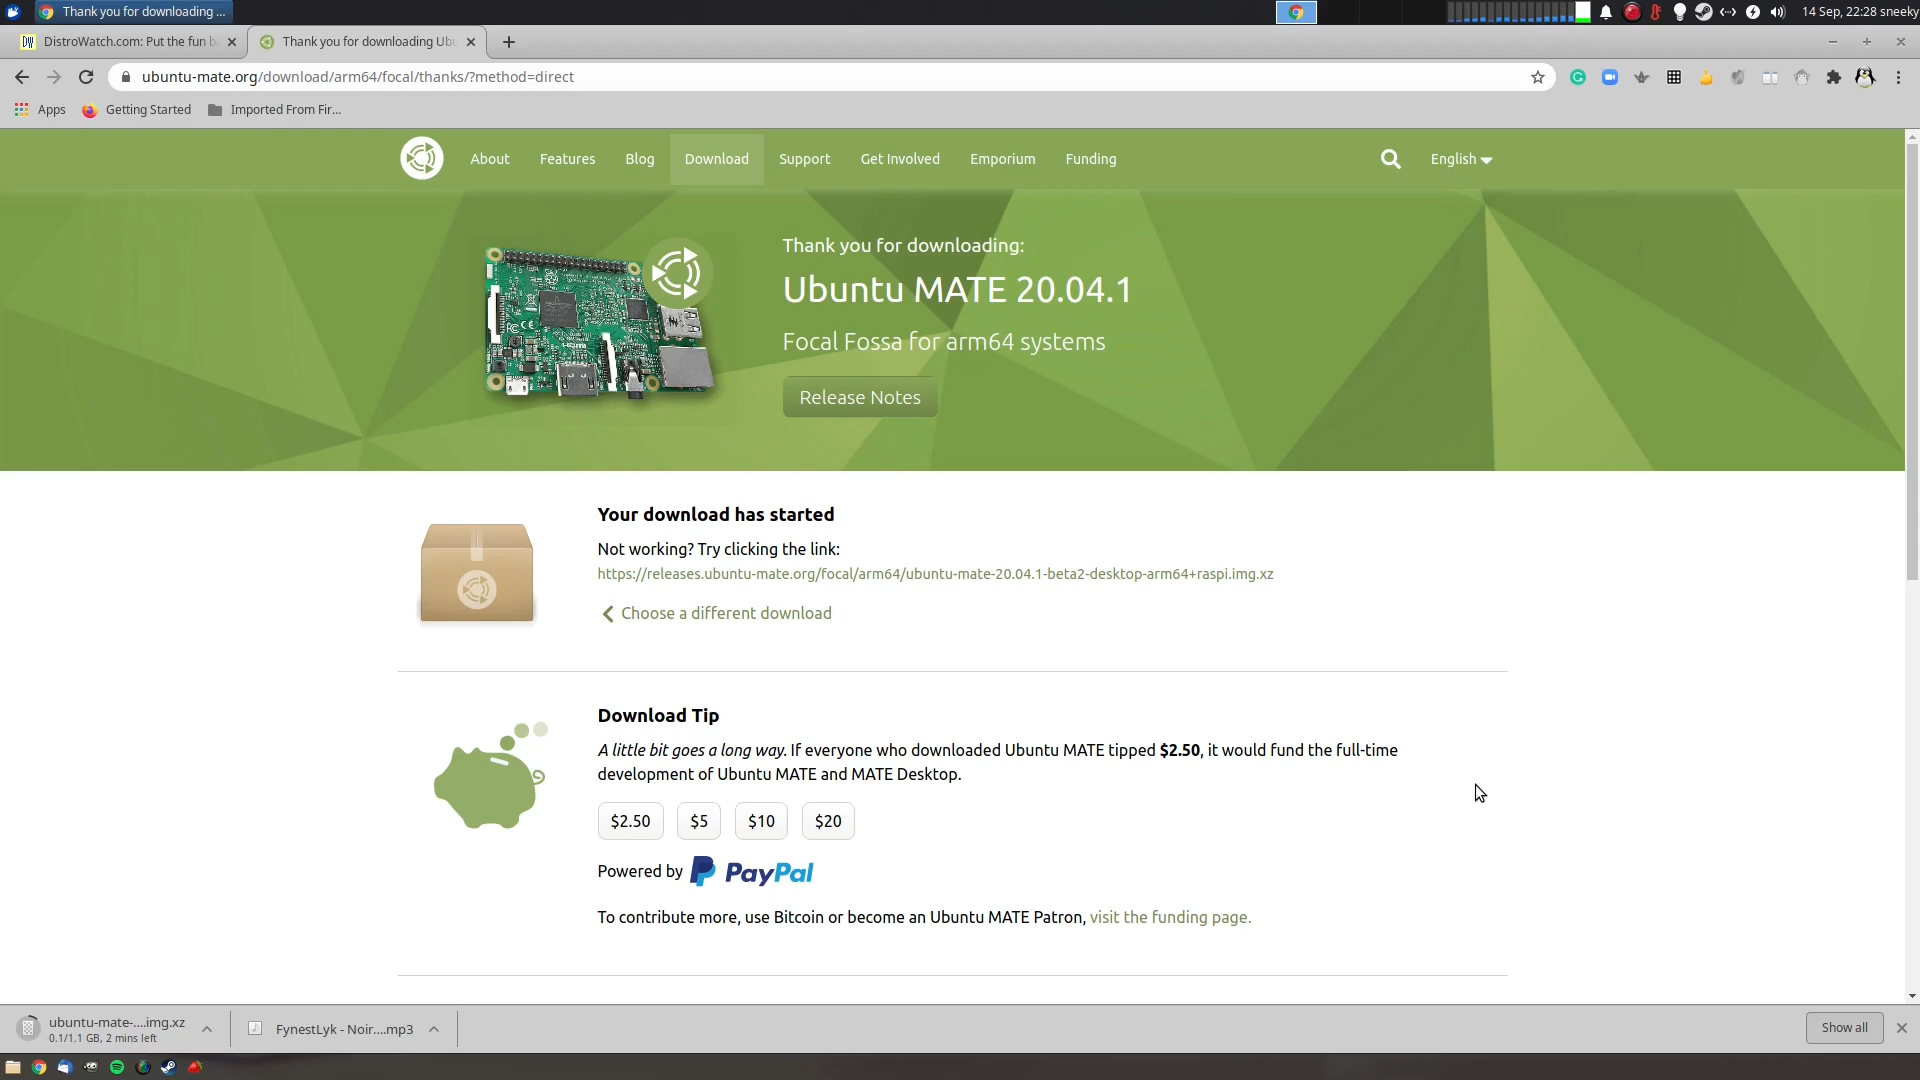 Thank you for downloading ...
14 Sep, 22:28 sneeky
DW DistroWatch.com: Put the fun b
Thank you for downloading Ubu
ubuntu-mate.org/download/arm64/focal/thanks/?method=direct
Apps
Getting Started
Imported From Fir...
About
Features
Blog
Download
Support
Get Involved
Emporium
Funding
English
Thank you for downloading:
Ubuntu MATE 20.04.1
Focal Fossa for arm64 systems
Release Notes
Your download has started
Not working? Try clicking the link:
https://releases.ubuntu-mate.org/focal/arm64/ubuntu-mate-20.04.1-beta2-desktop-arm64+raspi.img.xz
Choose a different download
Download Tip
A little bit goes a long way. If everyone who downloaded Ubuntu MATE tipped $2.50, it would fund the full-time
development of Ubuntu MATE and MATE Desktop.
$2.50
$5
$10
$20
Powered by PayPal
To contribute more, use Bitcoin or become an Ubuntu MATE Patron, visit the funding page.
ubuntu-mate-....img.xz
0.1/1.1 GB, 2 mins left
FynestLyk - Noir....mp3
Show all